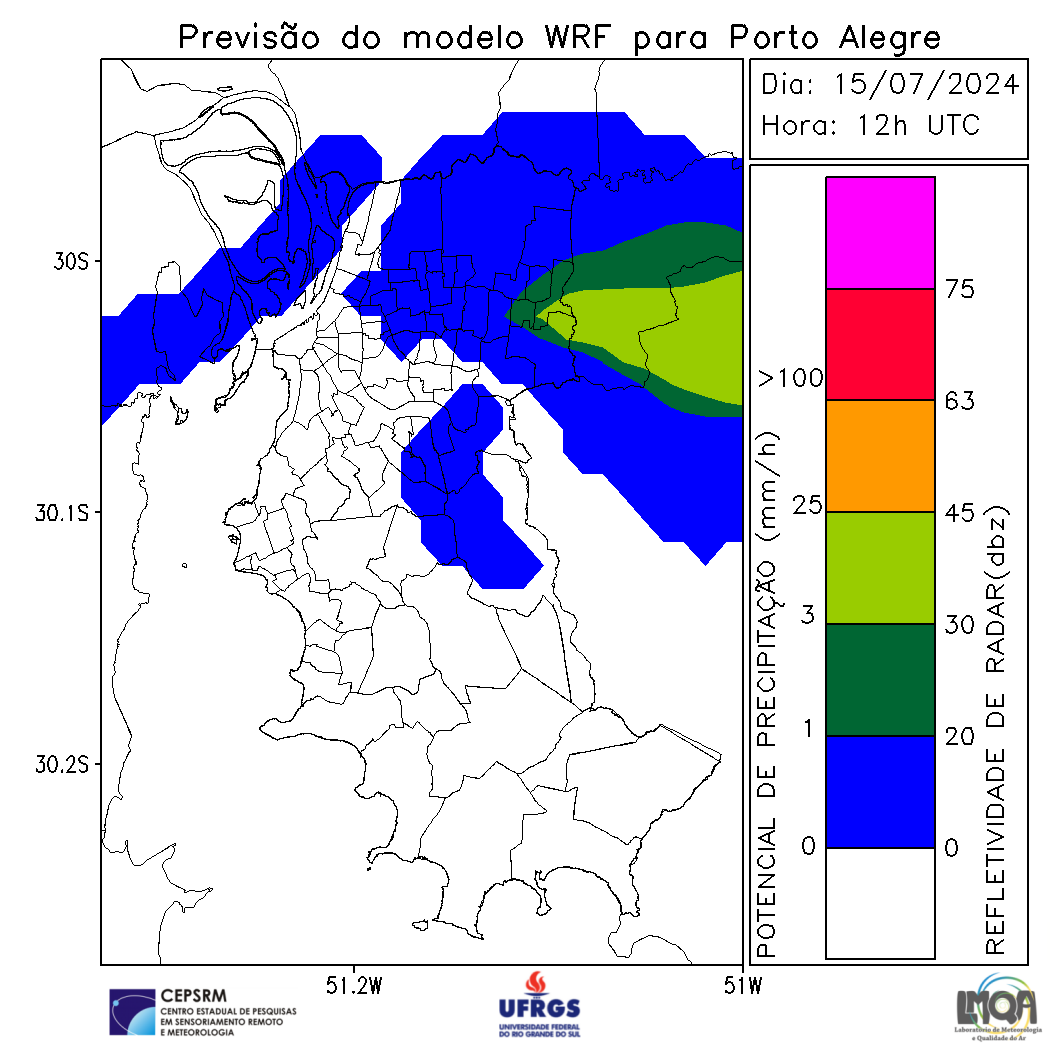 Previsão do modelo WRF para Porto Alegre
Dia: 15/07/2024
Hora: 12h UTC
30S
30.1S
30.2S
51.2W
51W
POTENCIAL DE PRECIPITAÇÃO (mm/h)
>100
25
3
1
0
75
63
45
30
20
0
REFLETIVIDADE DE RADAR(dbz)
CEPSRM
CENTRO ESTADUAL DE PESQUISAS
EM SENSORIAMENTO REMOTO
E METEOROLOGIA
UFRGS
UNIVERSIDADE FEDERAL
DO RIO GRANDE DO SUL
LMQA
Laboratório de Meteorologia
e Qualidade do Ar